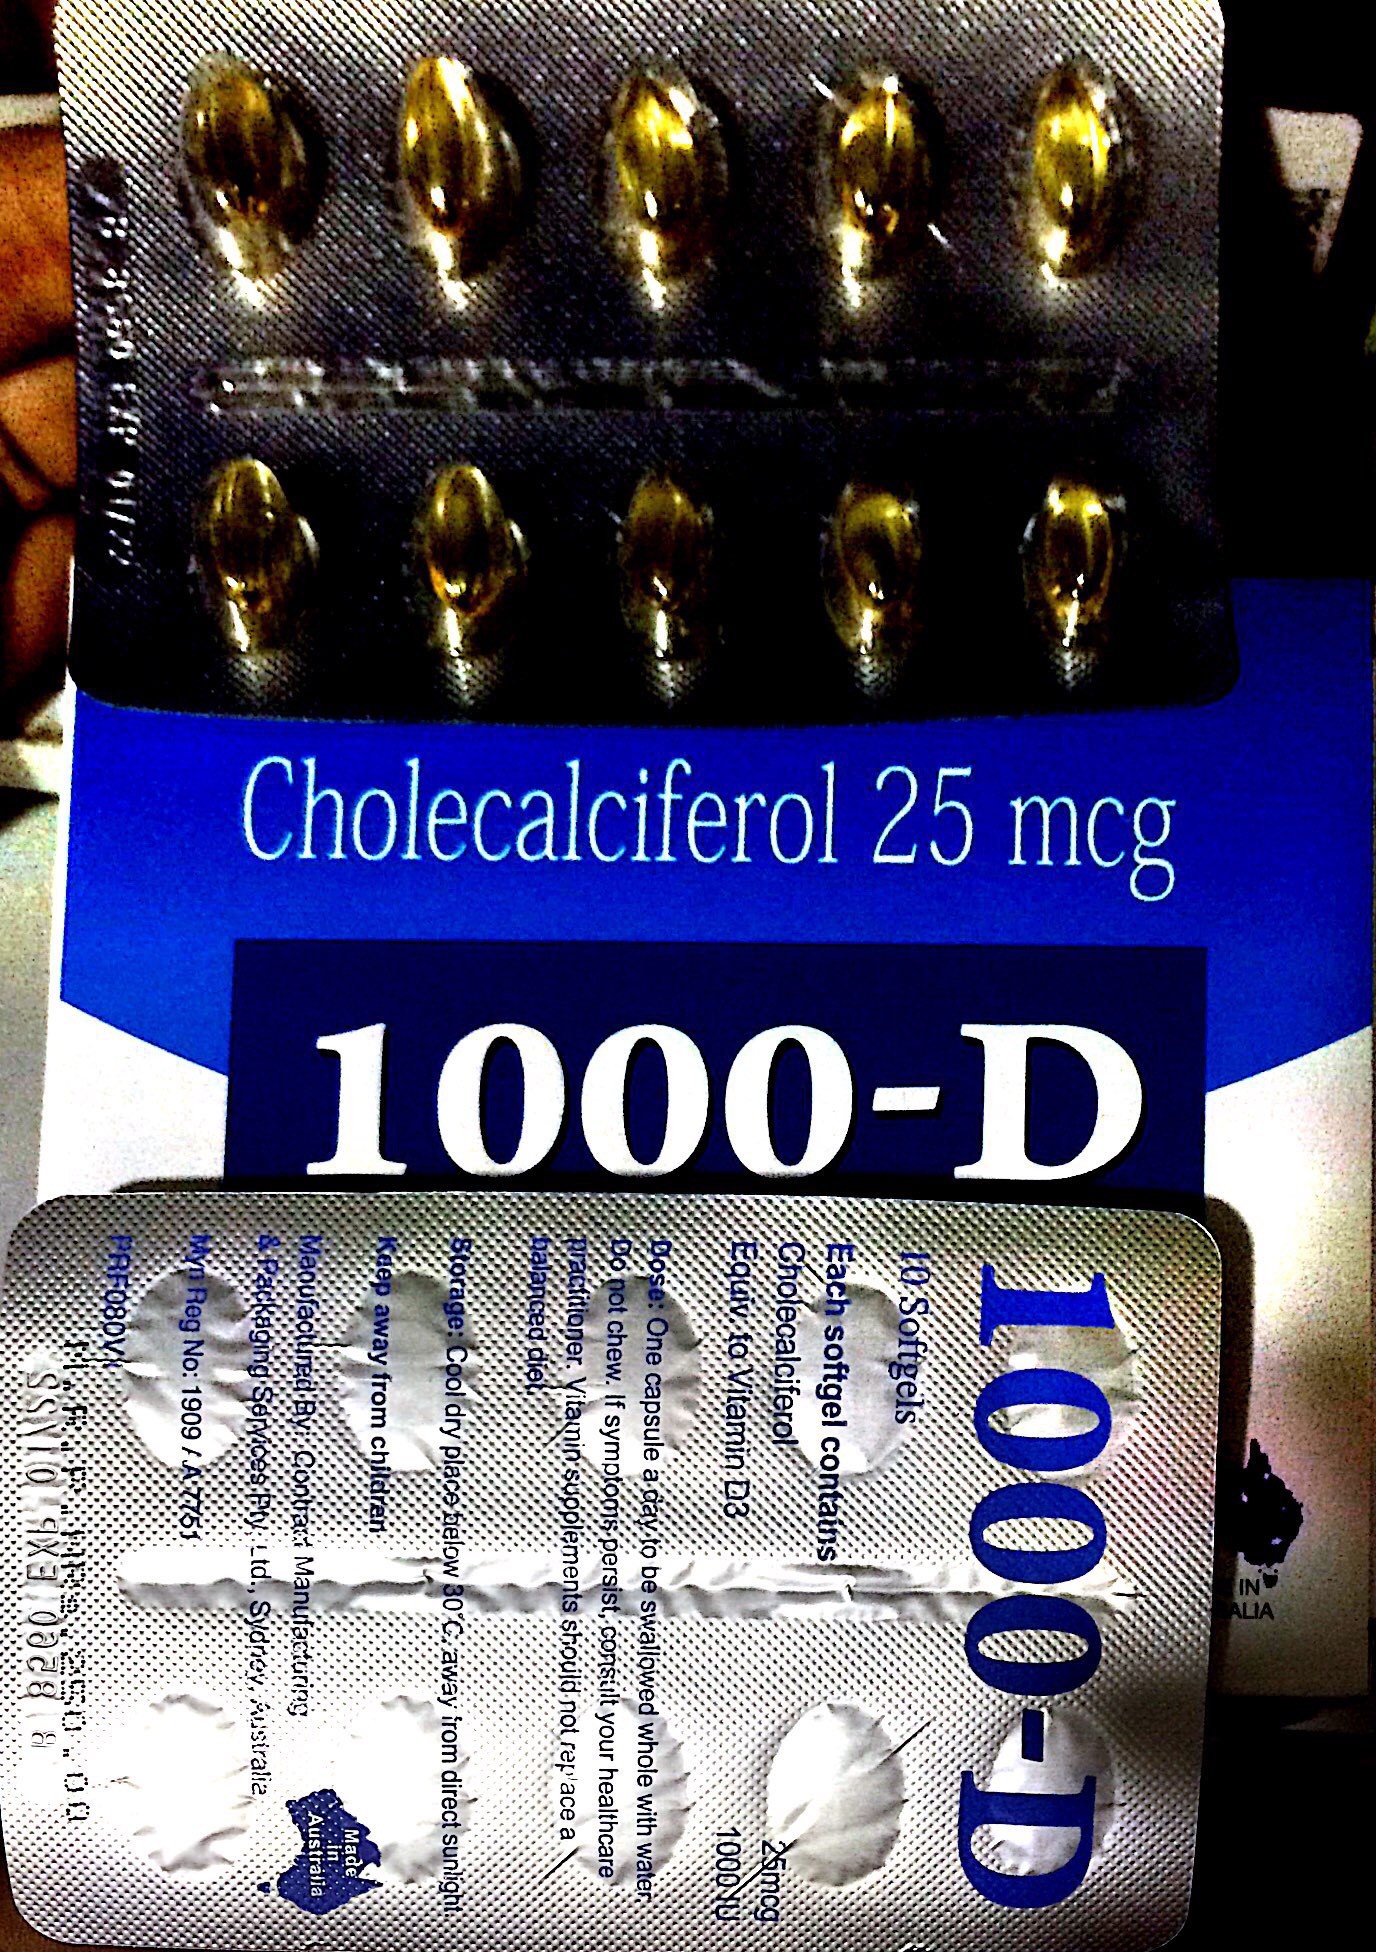 Cholecalciferol 25 mcg
1000-D
1000-D
10 Softgels
Each softgel contains
Cholecalciferol 25mcg
Equiv. to Vitamin D3 1000 IU
Dose: One capsule a day to be swallowed whole with water
Do not chew. If symptoms persist, consult your healthcare
practitioner. Vitamin supplements should not replace a
balanced diet.
Storage: Cool dry place below 30°C, away from direct sunlight.
Keep away from children
Manufactured By: Contract Manufacturing
& Packaging Services Pty. Ltd., Sydney, Australia.
Myn Reg No: 1909 / A 7751
Made
in
Australia
IN
ALIA